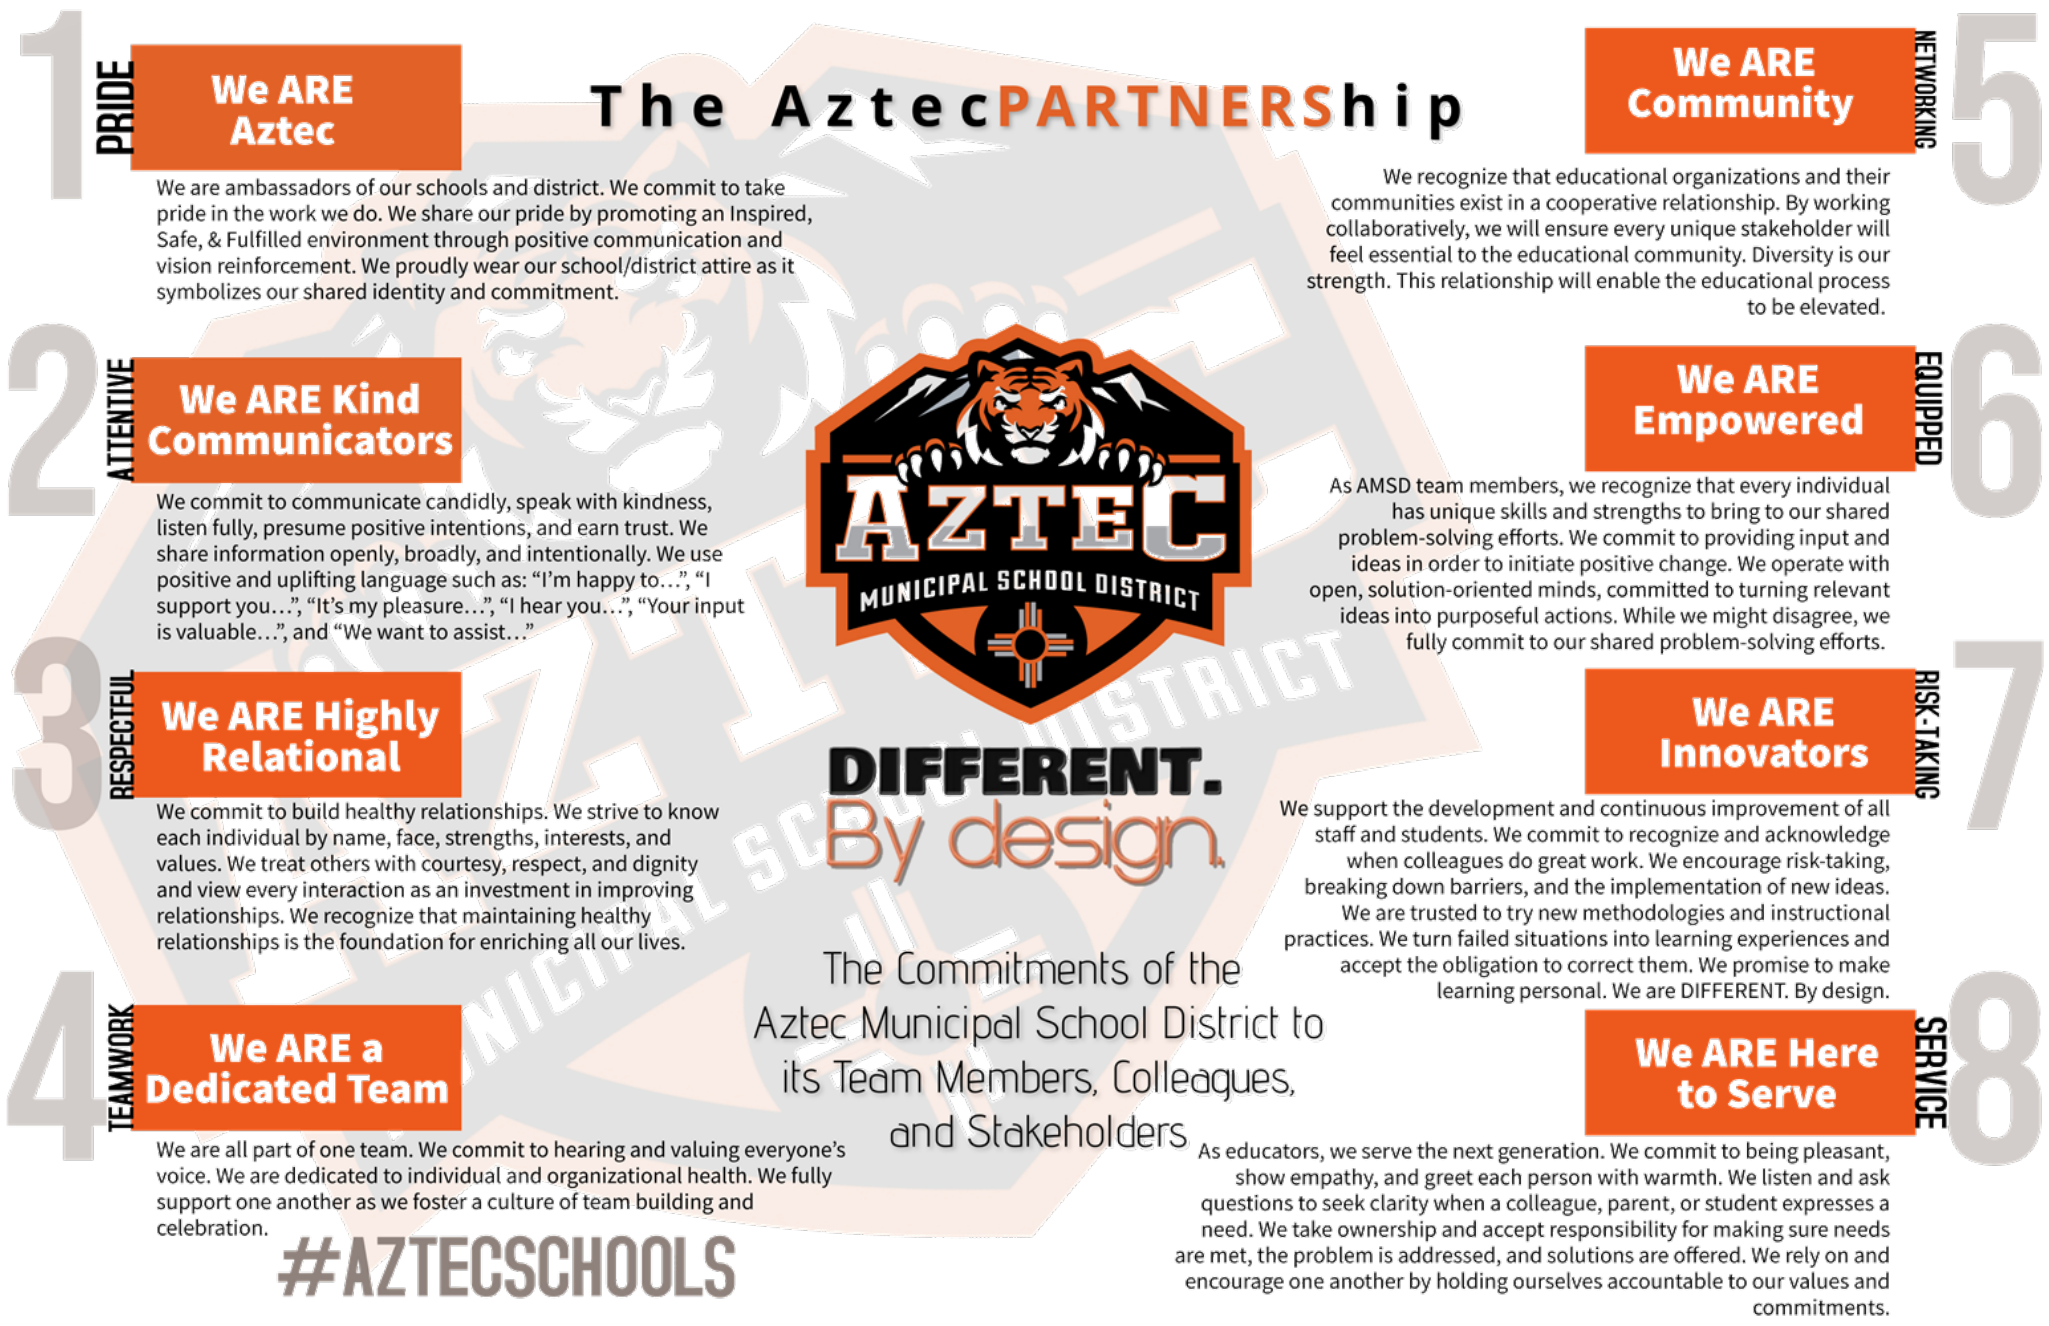 The AztecPARTNERShip
1
PRIDE
We ARE
Aztec
We are ambassadors of our schools and district. We commit to take
pride in the work we do. We share our pride by promoting an Inspired,
Safe, & Fulfilled environment through positive communication and
vision reinforcement. We proudly wear our school/district attire as it
symbolizes our shared identity and commitment.
2
ATTENTIVE
We ARE Kind
Communicators
We commit to communicate candidly, speak with kindness,
listen fully, presume positive intentions, and earn trust. We
share information openly, broadly, and intentionally. We use
positive and uplifting language such as: “I’m happy to…”, “I
support you…”, “It’s my pleasure…”, “I hear you…”, “Your input
is valuable…”, and “We want to assist…”
3
RESPECTFUL
We ARE Highly
Relational
We commit to build healthy relationships. We strive to know
each individual by name, face, strengths, interests, and
values. We treat others with courtesy, respect, and dignity
and view every interaction as an investment in improving
relationships. We recognize that maintaining healthy
relationships is the foundation for enriching all our lives.
4
TEAMWORK
We ARE a
Dedicated Team
We are all part of one team. We commit to hearing and valuing everyone’s
voice. We are dedicated to individual and organizational health. We fully
support one another as we foster a culture of team building and
celebration.
#AZTECSCHOOLS
AZTEC
MUNICIPAL SCHOOL DISTRICT
AZTEC
MUNICIPAL SCHOOL DISTRICT
DIFFERENT.
By design.
The Commitments of the
Aztec Municipal School District to
its Team Members, Colleagues,
and Stakeholders
5
NETWORKING
We ARE
Community
We recognize that educational organizations and their
communities exist in a cooperative relationship. By working
collaboratively, we will ensure every unique stakeholder will
feel essential to the educational community. Diversity is our
strength. This relationship will enable the educational process
to be elevated.
6
EQUIPPED
We ARE
Empowered
As AMSD team members, we recognize that every individual
has unique skills and strengths to bring to our shared
problem-solving efforts. We commit to providing input and
ideas in order to initiate positive change. We operate with
open, solution-oriented minds, committed to turning relevant
ideas into purposeful actions. While we might disagree, we
fully commit to our shared problem-solving efforts.
7
RISK-TAKING
We ARE
Innovators
We support the development and continuous improvement of all
staff and students. We commit to recognize and acknowledge
when colleagues do great work. We encourage risk-taking,
breaking down barriers, and the implementation of new ideas.
We are trusted to try new methodologies and instructional
practices. We turn failed situations into learning experiences and
accept the obligation to correct them. We promise to make
learning personal. We are DIFFERENT. By design.
8
SERVICE
We ARE Here
to Serve
As educators, we serve the next generation. We commit to being pleasant,
show empathy, and greet each person with warmth. We listen and ask
questions to seek clarity when a colleague, parent, or student expresses a
need. We take ownership and accept responsibility for making sure needs
are met, the problem is addressed, and solutions are offered. We rely on and
encourage one another by holding ourselves accountable to our values and
commitments.